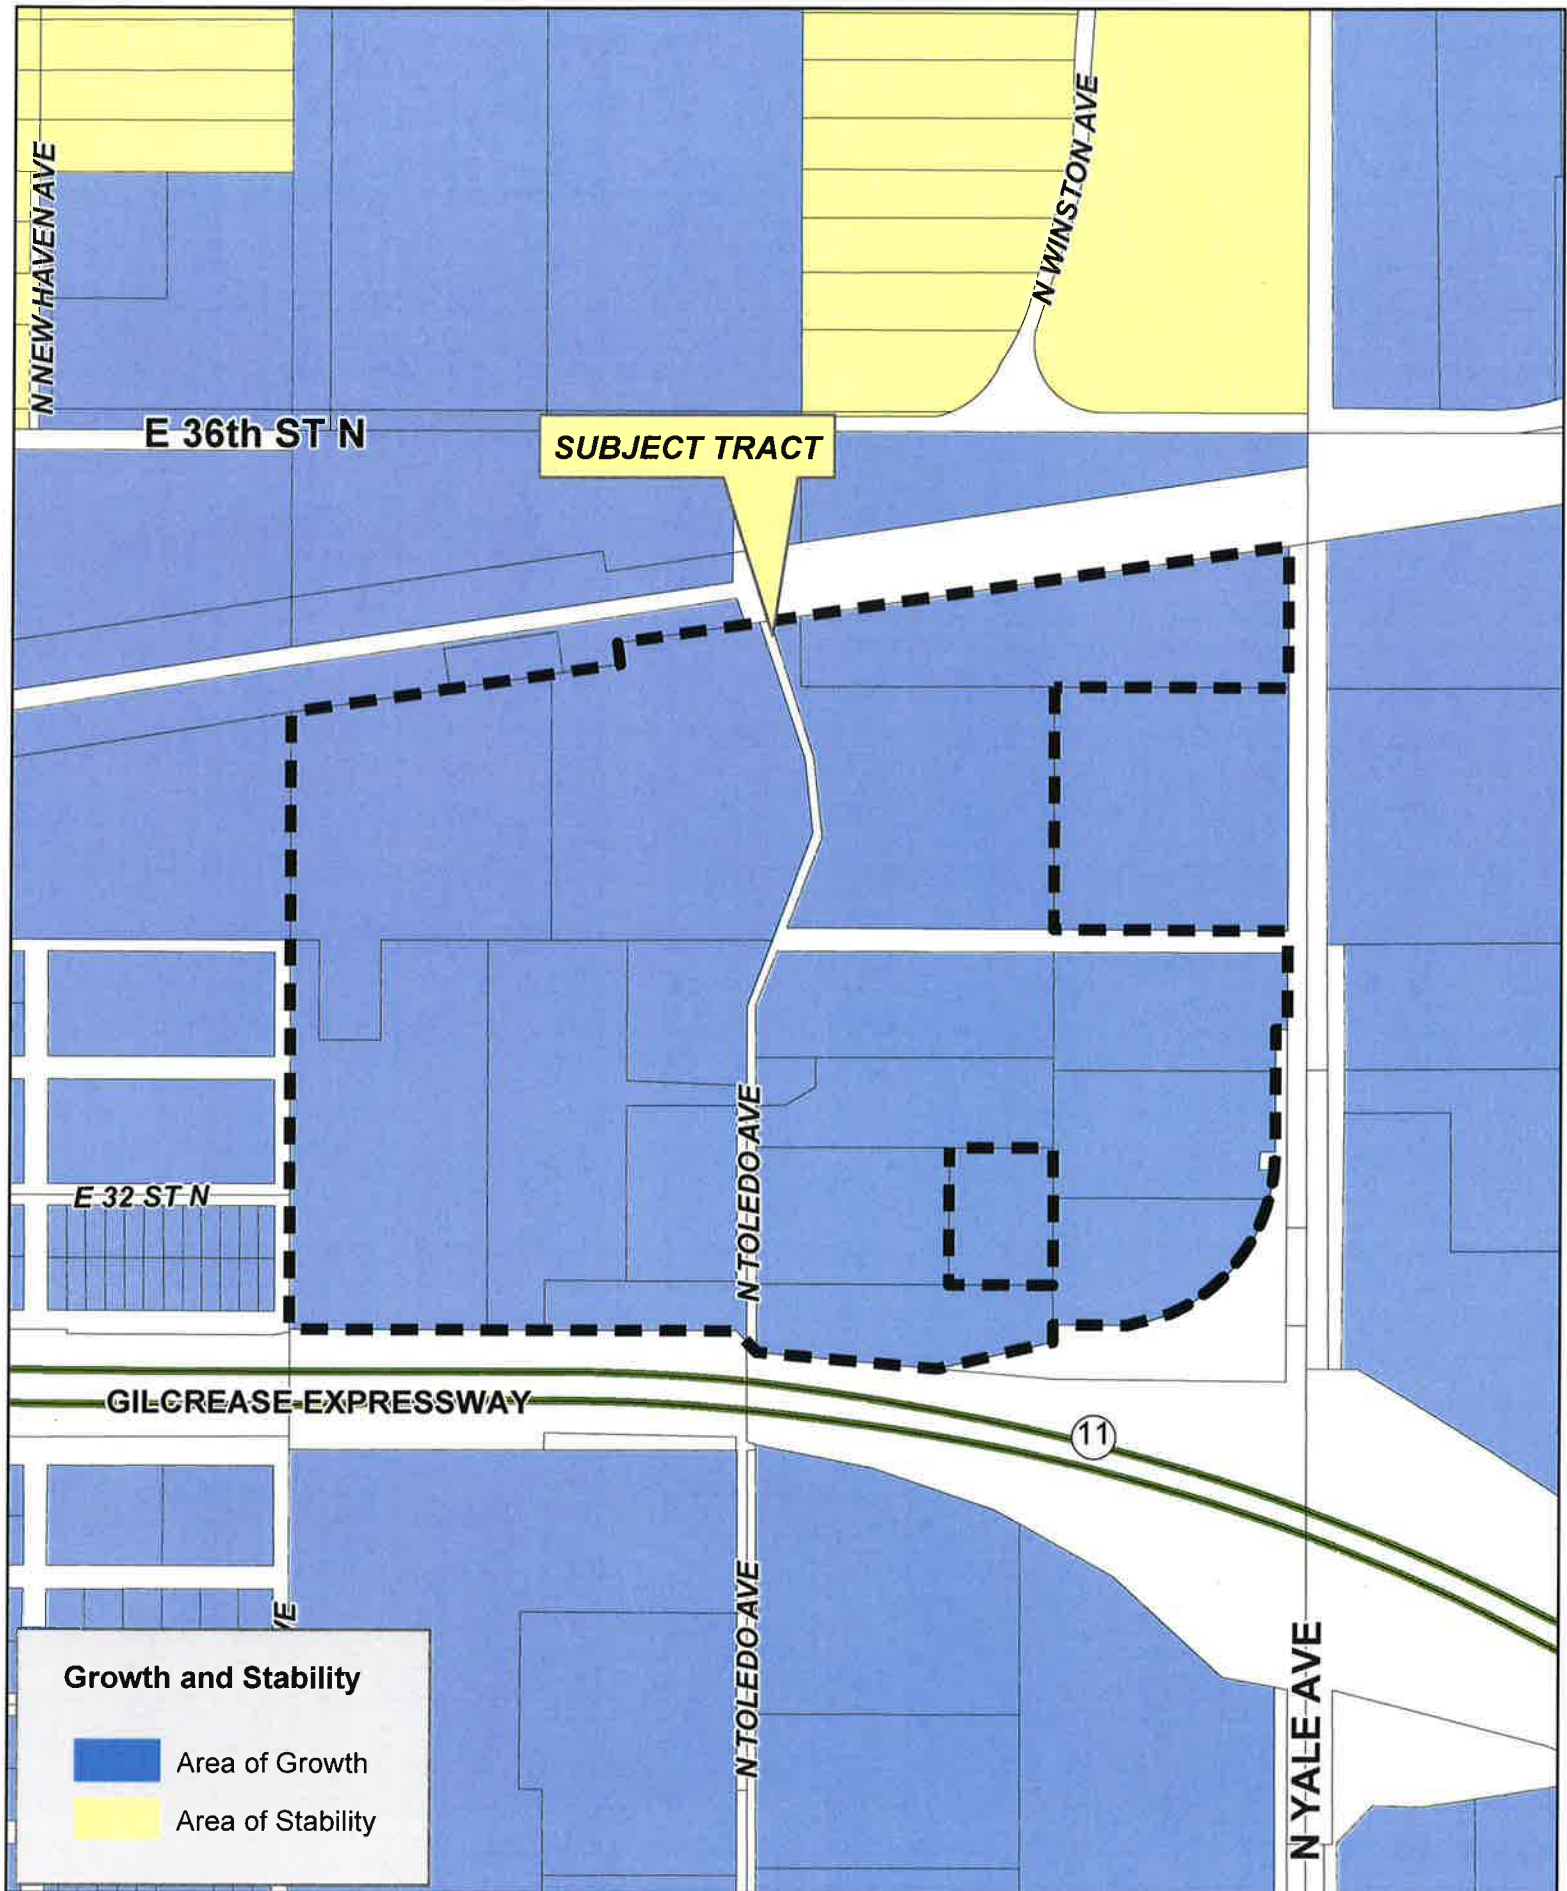 N NEW HAVEN AVE
N WINSTON AVE
E 36th ST N
SUBJECT TRACT
N TOLEDO AVE
E 32 ST N
GILCREASE EXPRESSWAY
11
VE
N TOLEDO AVE
N YALE AVE
Growth and Stability
Area of Growth
Area of Stability